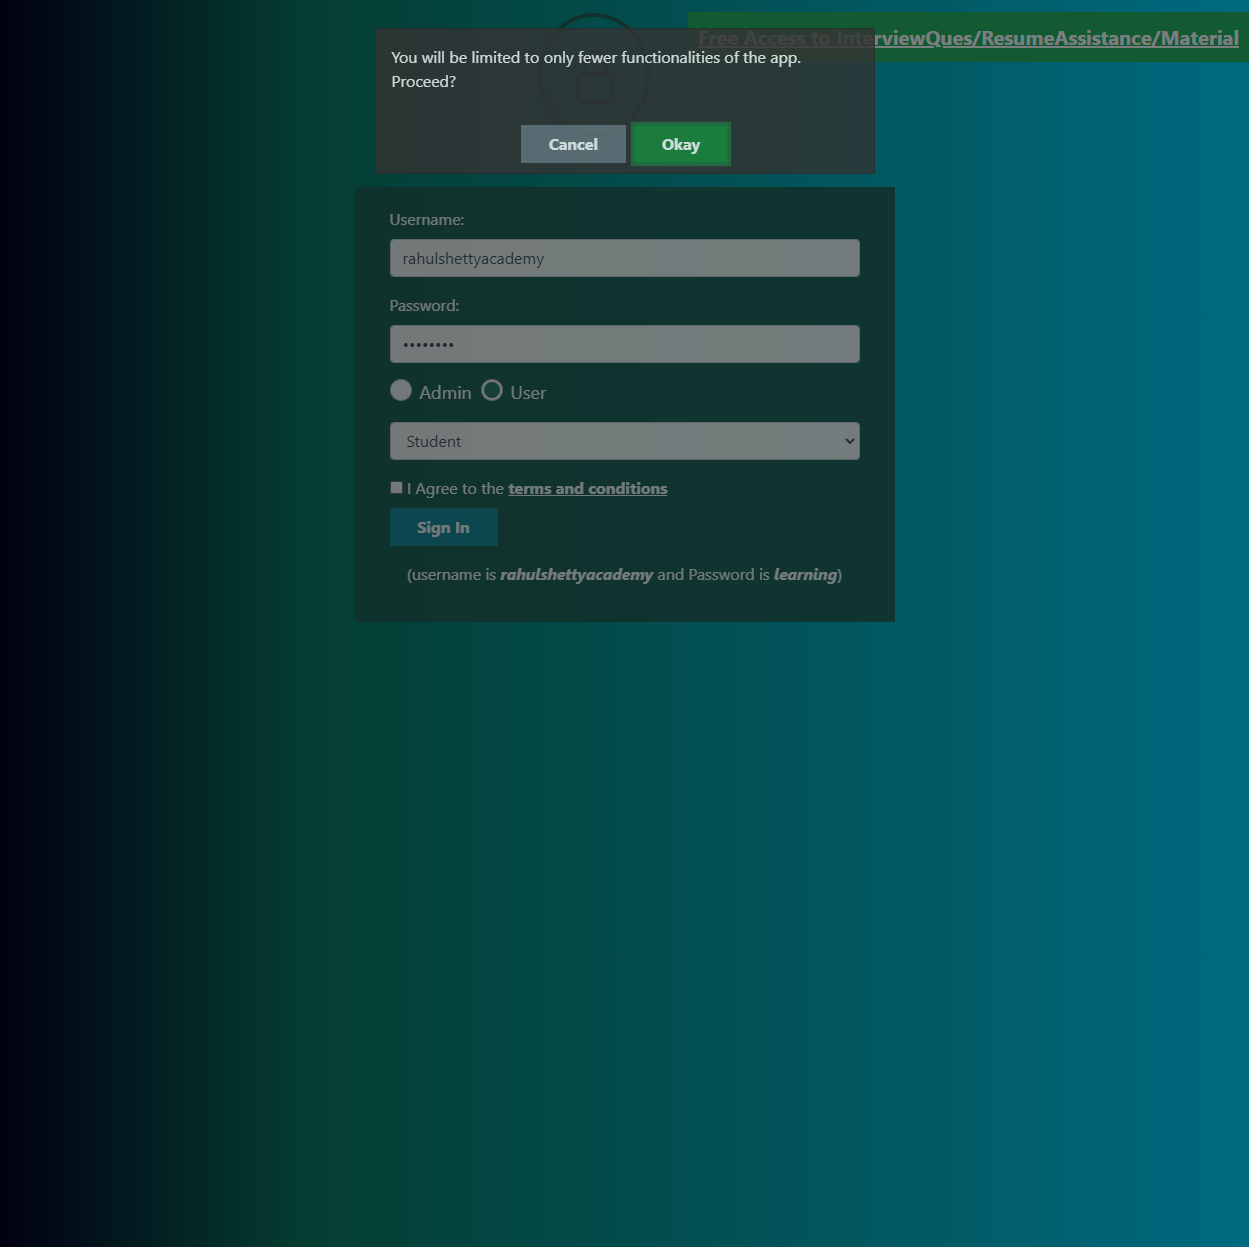 Free Access to InterviewQues/ResumeAssistance/Material
You will be limited to only fewer functionalities of the app.
Proceed?
Cancel
Okay
Username:
rahulshettyacademy
Password:
••••••••
Admin
User
Student
I Agree to the terms and conditions
Sign In
(username is rahulshettyacademy and Password is learning)